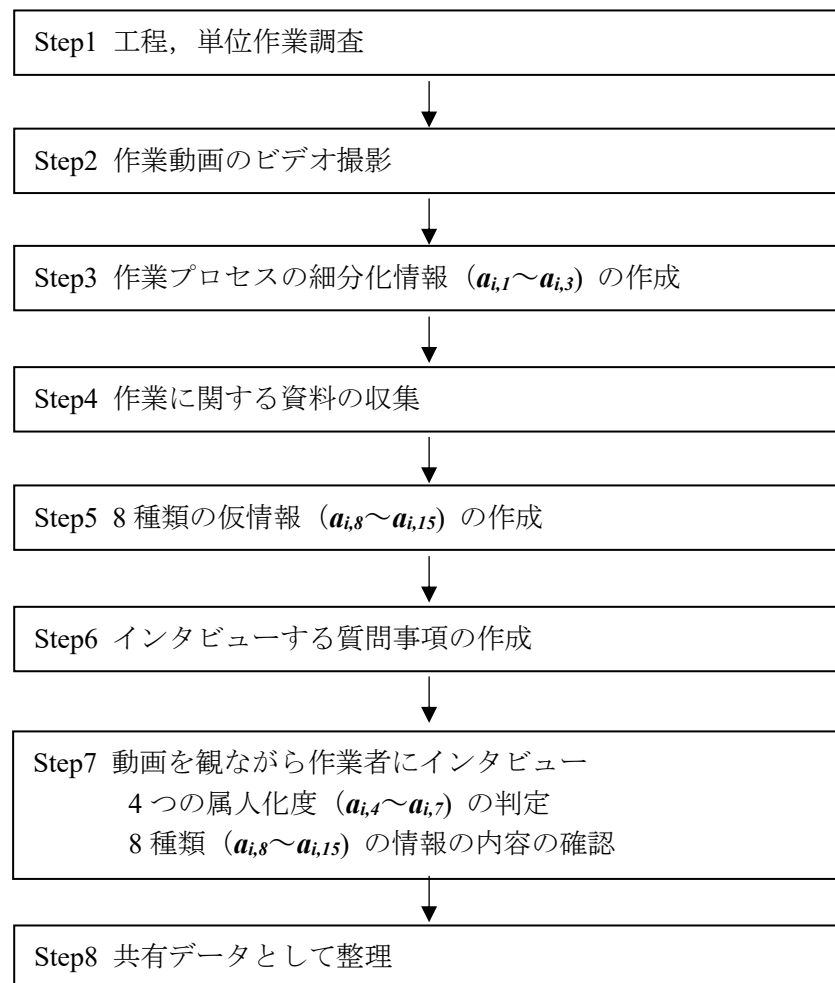 Step1 工程，単位作業調査
Step2 作業動画のビデオ撮影
Step3 作業プロセスの細分化情報（ai,1～ai,3）の作成
Step4 作業に関する資料の収集
Step5 8 種類の仮情報（ai,8～ai,15）の作成
Step6 インタビューする質問事項の作成
Step7 動画を観ながら作業者にインタビュー
4 つの属人化度（ai,4～ai,7）の判定
8 種類（ai,8～ai,15）の情報の内容の確認
Step8 共有データとして整理